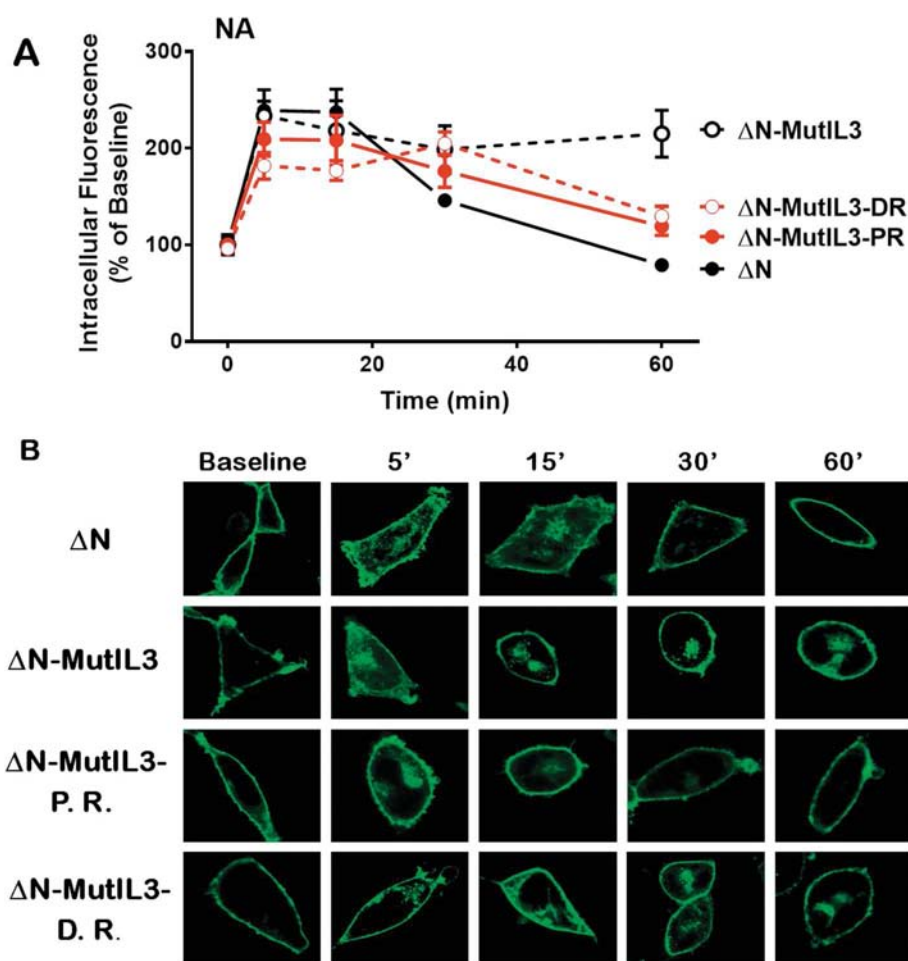 A
NA
Intracellular Fluorescence
(% of Baseline)
300
200
100
0
0
20
40
60
Time (min)
ΔN-MutIL3
ΔN-MutIL3-DR
ΔN-MutIL3-PR
ΔN
B
Baseline 5’ 15’ 30’ 60’
ΔN
ΔN-MutIL3
ΔN-MutIL3-
P. R.
ΔN-MutIL3-
D. R.